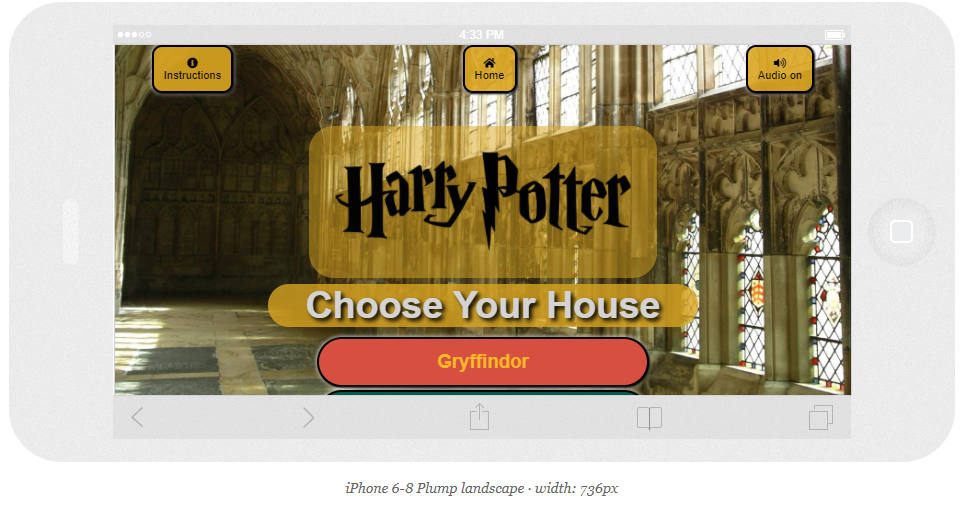 4:33 PM
Instructions
Home
Audio on
Harry Potter
Choose Your House
Gryffindor
iPhone 6-8 Plump landscape · width: 736px